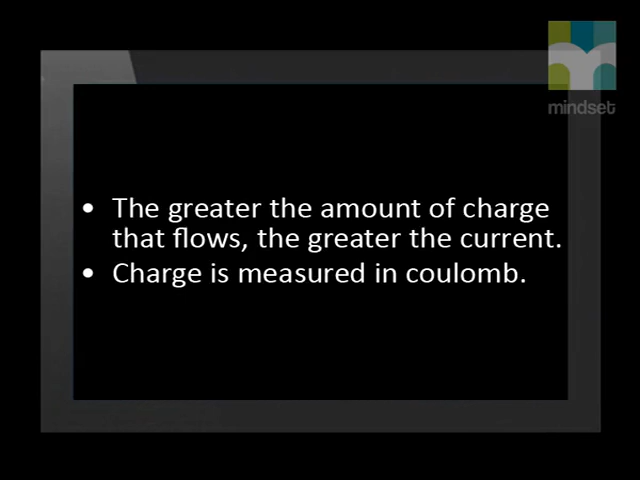 mindset
• The greater the amount of charge
that flows, the greater the current.
• Charge is measured in coulomb.